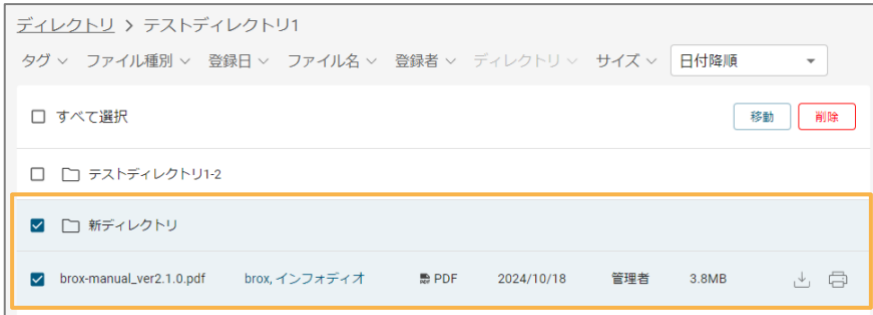 ディレクトリ > テストディレクトリ1
タグ ファイル種別 登録日 ファイル名 登録者 ディレクトリ サイズ 日付降順
すべて選択 移動 削除
テストディレクトリ1-2
新ディレクトリ
brox-manual_ver2.1.0.pdf brox, インフォディオ PDF 2024/10/18 管理者 3.8MB